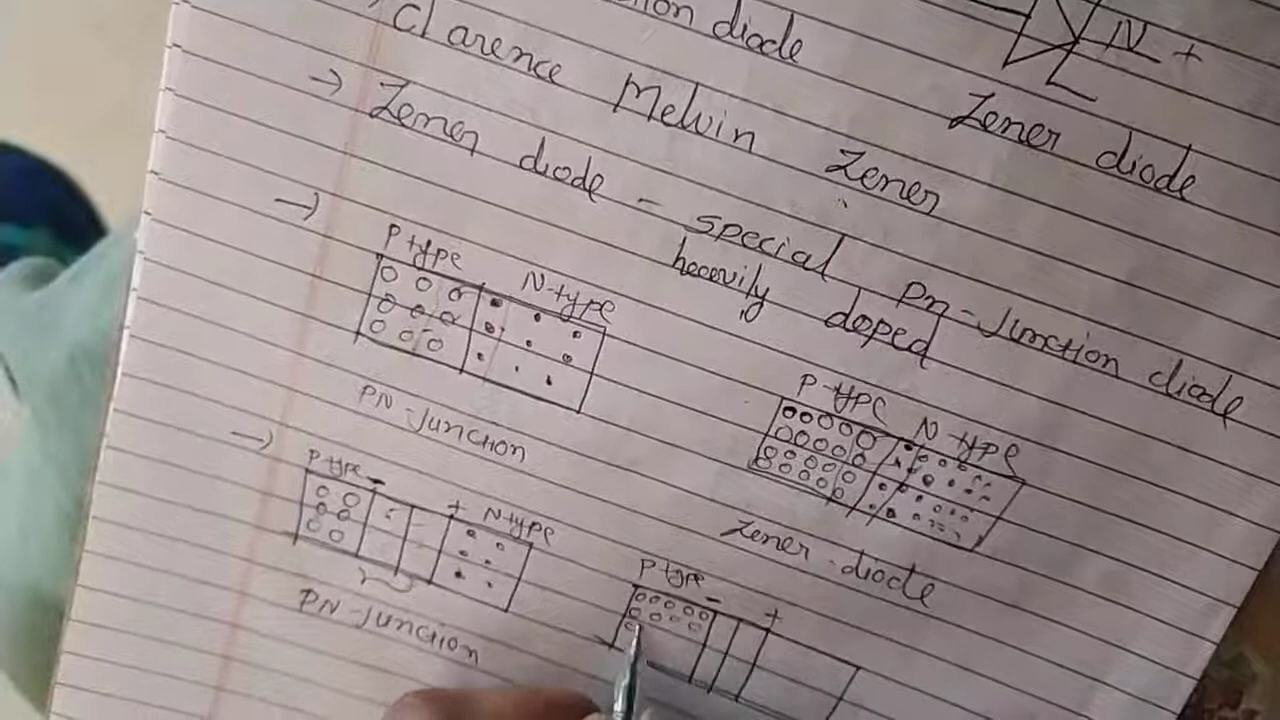 diode
N +
Clarence Melvin Zener
Zener diode
→ Zener diode - special Pn-Junction diode
heavily doped
→
P type N-type
PN-Junction
P type N type
Zener diode
→
P type - + N type
PN-Junction
P type - +